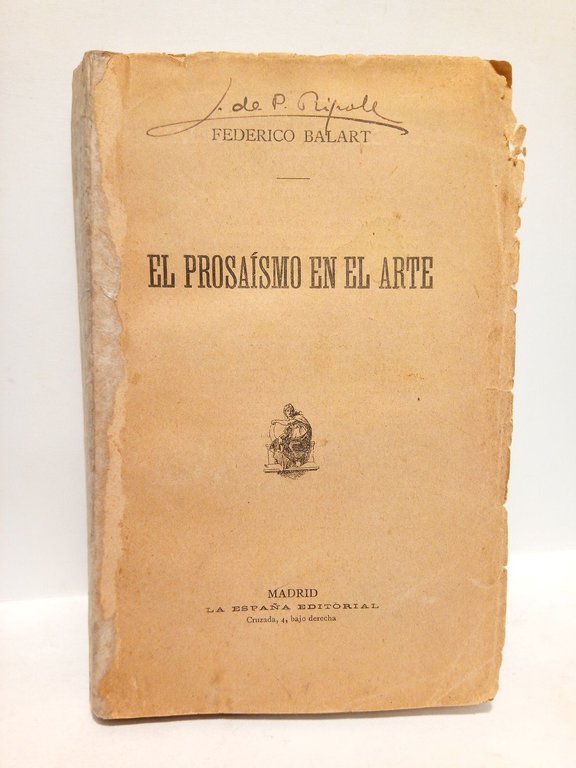 J. de P. Ripoll
FEDERICO BALART
EL PROSAÍSMO EN EL ARTE
MADRID
LA ESPAÑA EDITORIAL
Cruzada, 4, bajo derecha